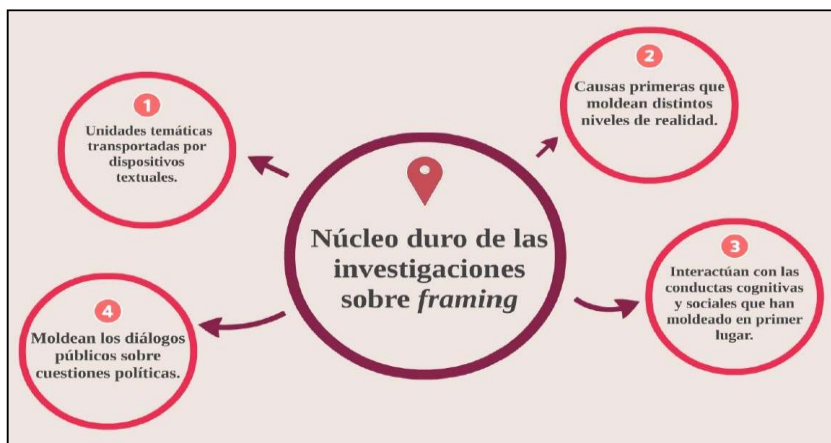 1
Unidades temáticas
transportadas por
dispositivos
textuales.
2
Causas primeras que
moldean distintos
niveles de realidad.
Núcleo duro de las
investigaciones
sobre framing
3
Interactúan con las
conductas cognitivas
y sociales que han
moldeado en primer
lugar.
4
Moldean los diálogos
públicos sobre
cuestiones políticas.